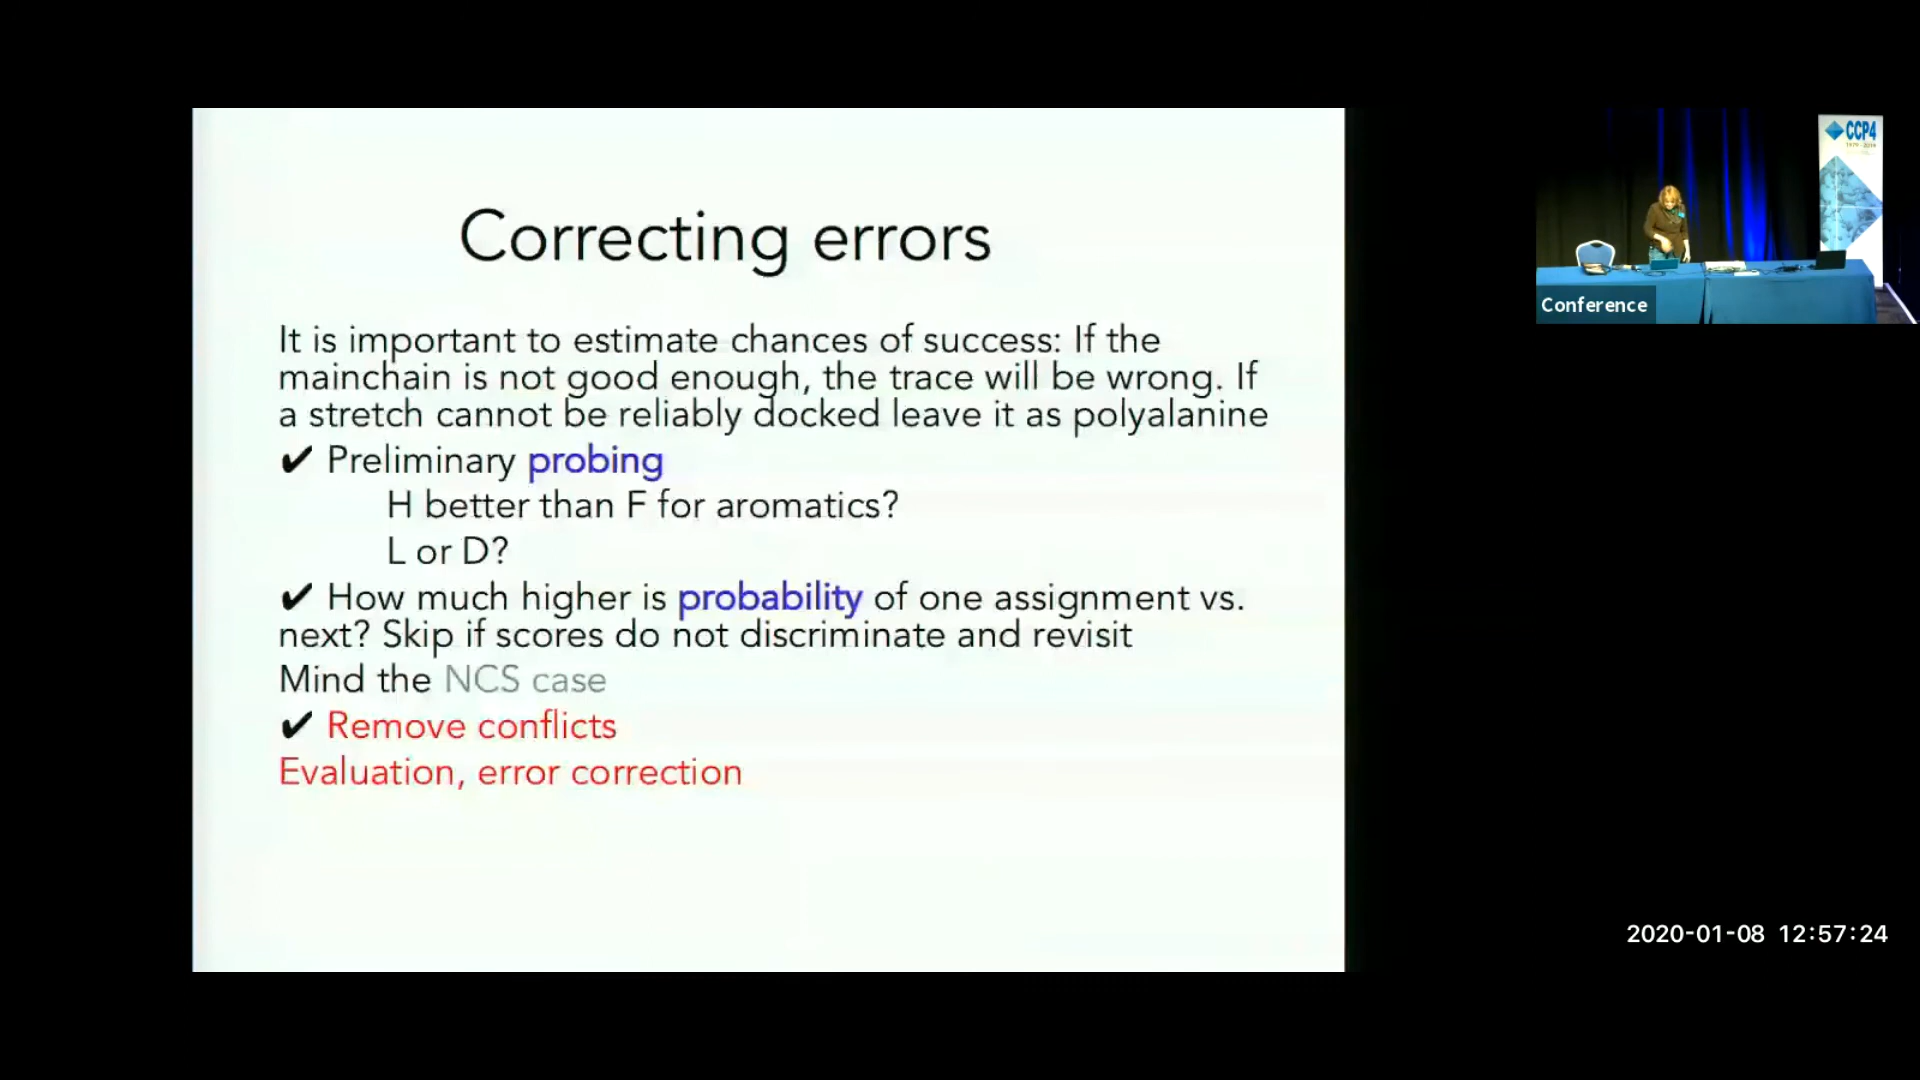 Correcting errors
It is important to estimate chances of success: If the
mainchain is not good enough, the trace will be wrong. If
a stretch cannot be reliably docked leave it as polyalanine
✔ Preliminary probing
H better than F for aromatics?
L or D?
✔ How much higher is probability of one assignment vs.
next? Skip if scores do not discriminate and revisit
Mind the NCS case
✔ Remove conflicts
Evaluation, error correction
CCP4
Conference
2020-01-08 12:57:24